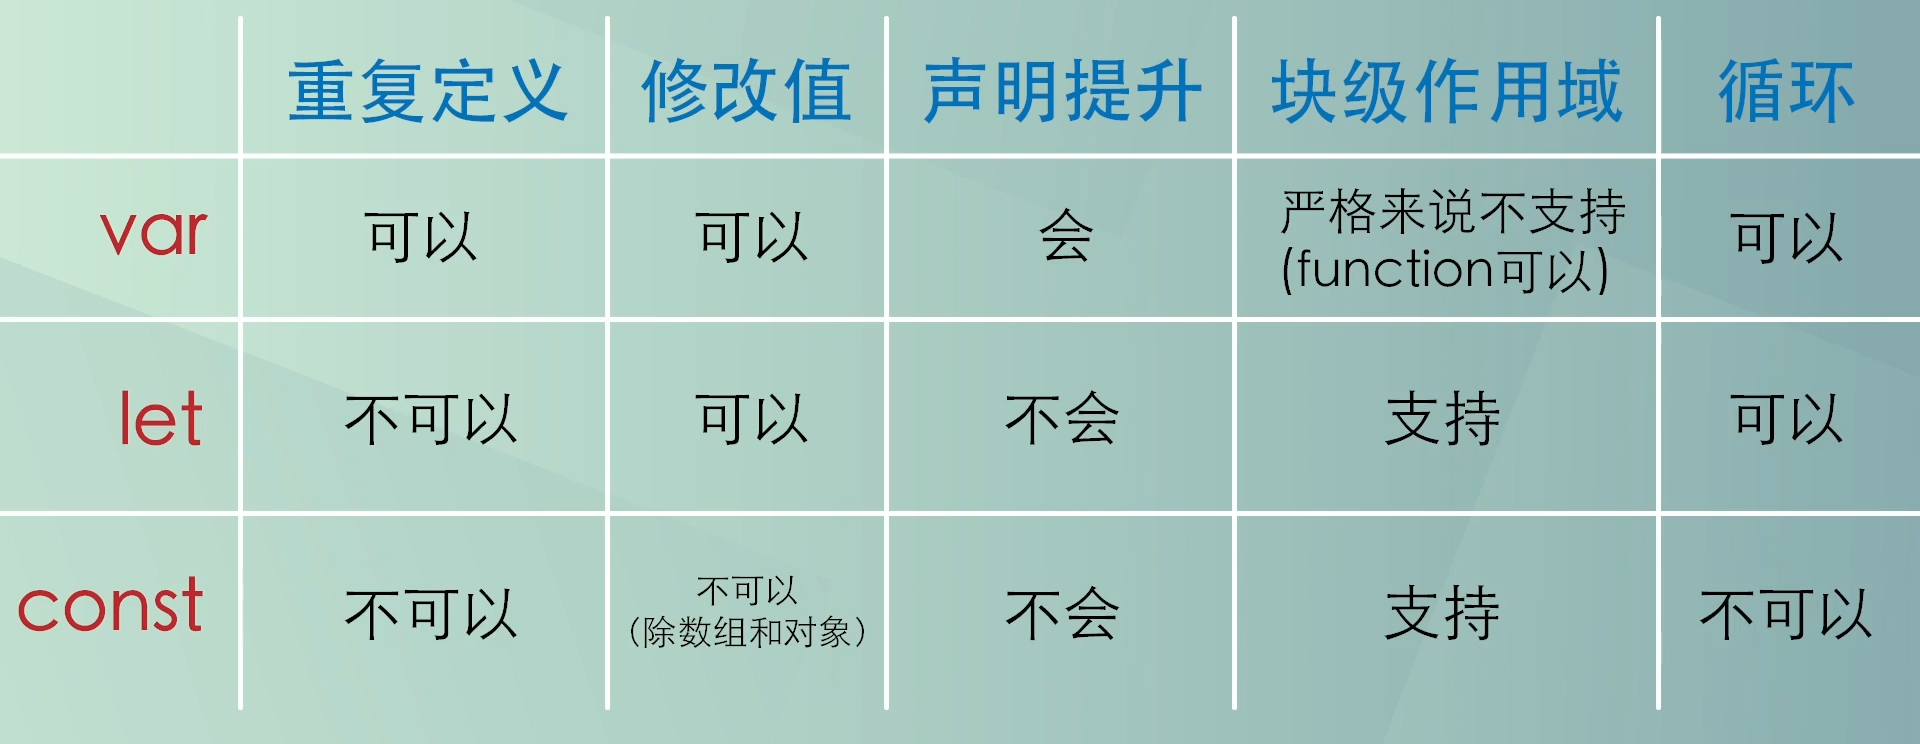 重复定义 修改值 声明提升 块级作用域 循环
var 可以 可以 会 严格来说不支持 可以
(function可以)
let 不可以 可以 不会 支持 可以
const 不可以 不可以 不会 支持 不可以
（除数组和对象）